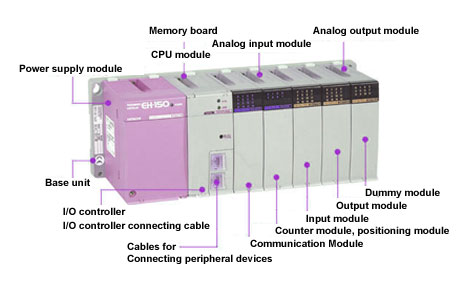 Memory board
CPU module
Analog input module
Analog output module
Power supply module
EH-150
Base unit
I/O controller
I/O controller connecting cable
Cables for
Connecting peripheral devices
Dummy module
Output module
Input module
Counter module, positioning module
Communication Module